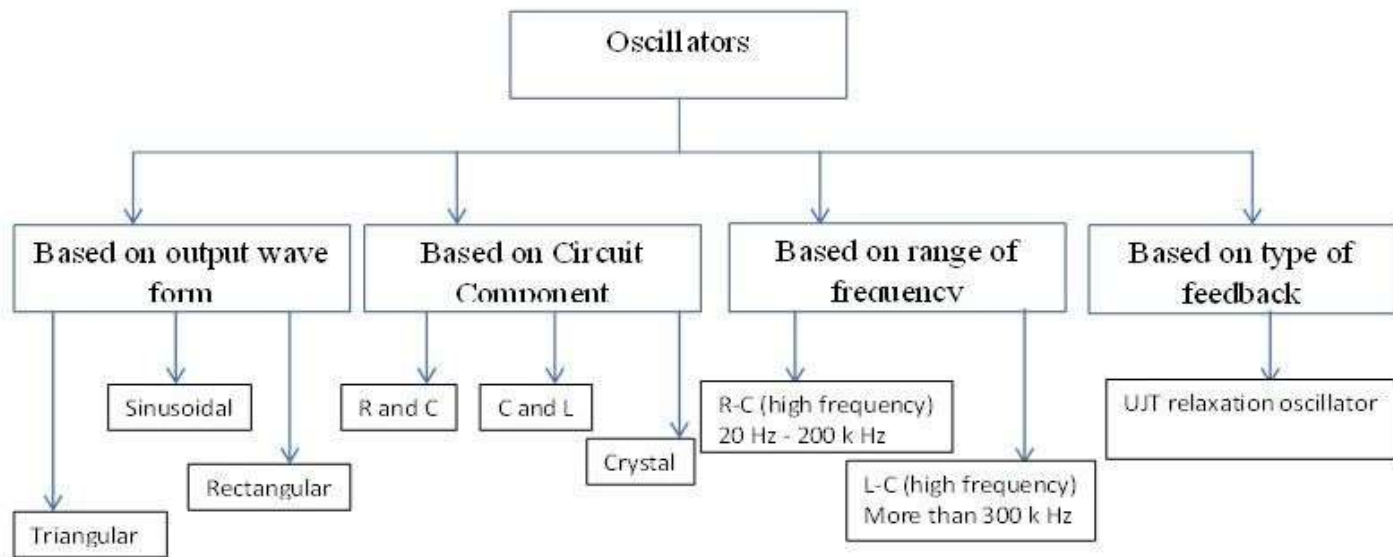 Oscillators
Based on output wave
form
Based on Circuit
Component
Based on range of
frequency
Based on type of
feedback
Sinusoidal
R and C
C and L
R-C (high frequency)
20 Hz - 200 k Hz
UJT relaxation oscillator
Rectangular
Crystal
L-C (high frequency)
More than 300 k Hz
Triangular